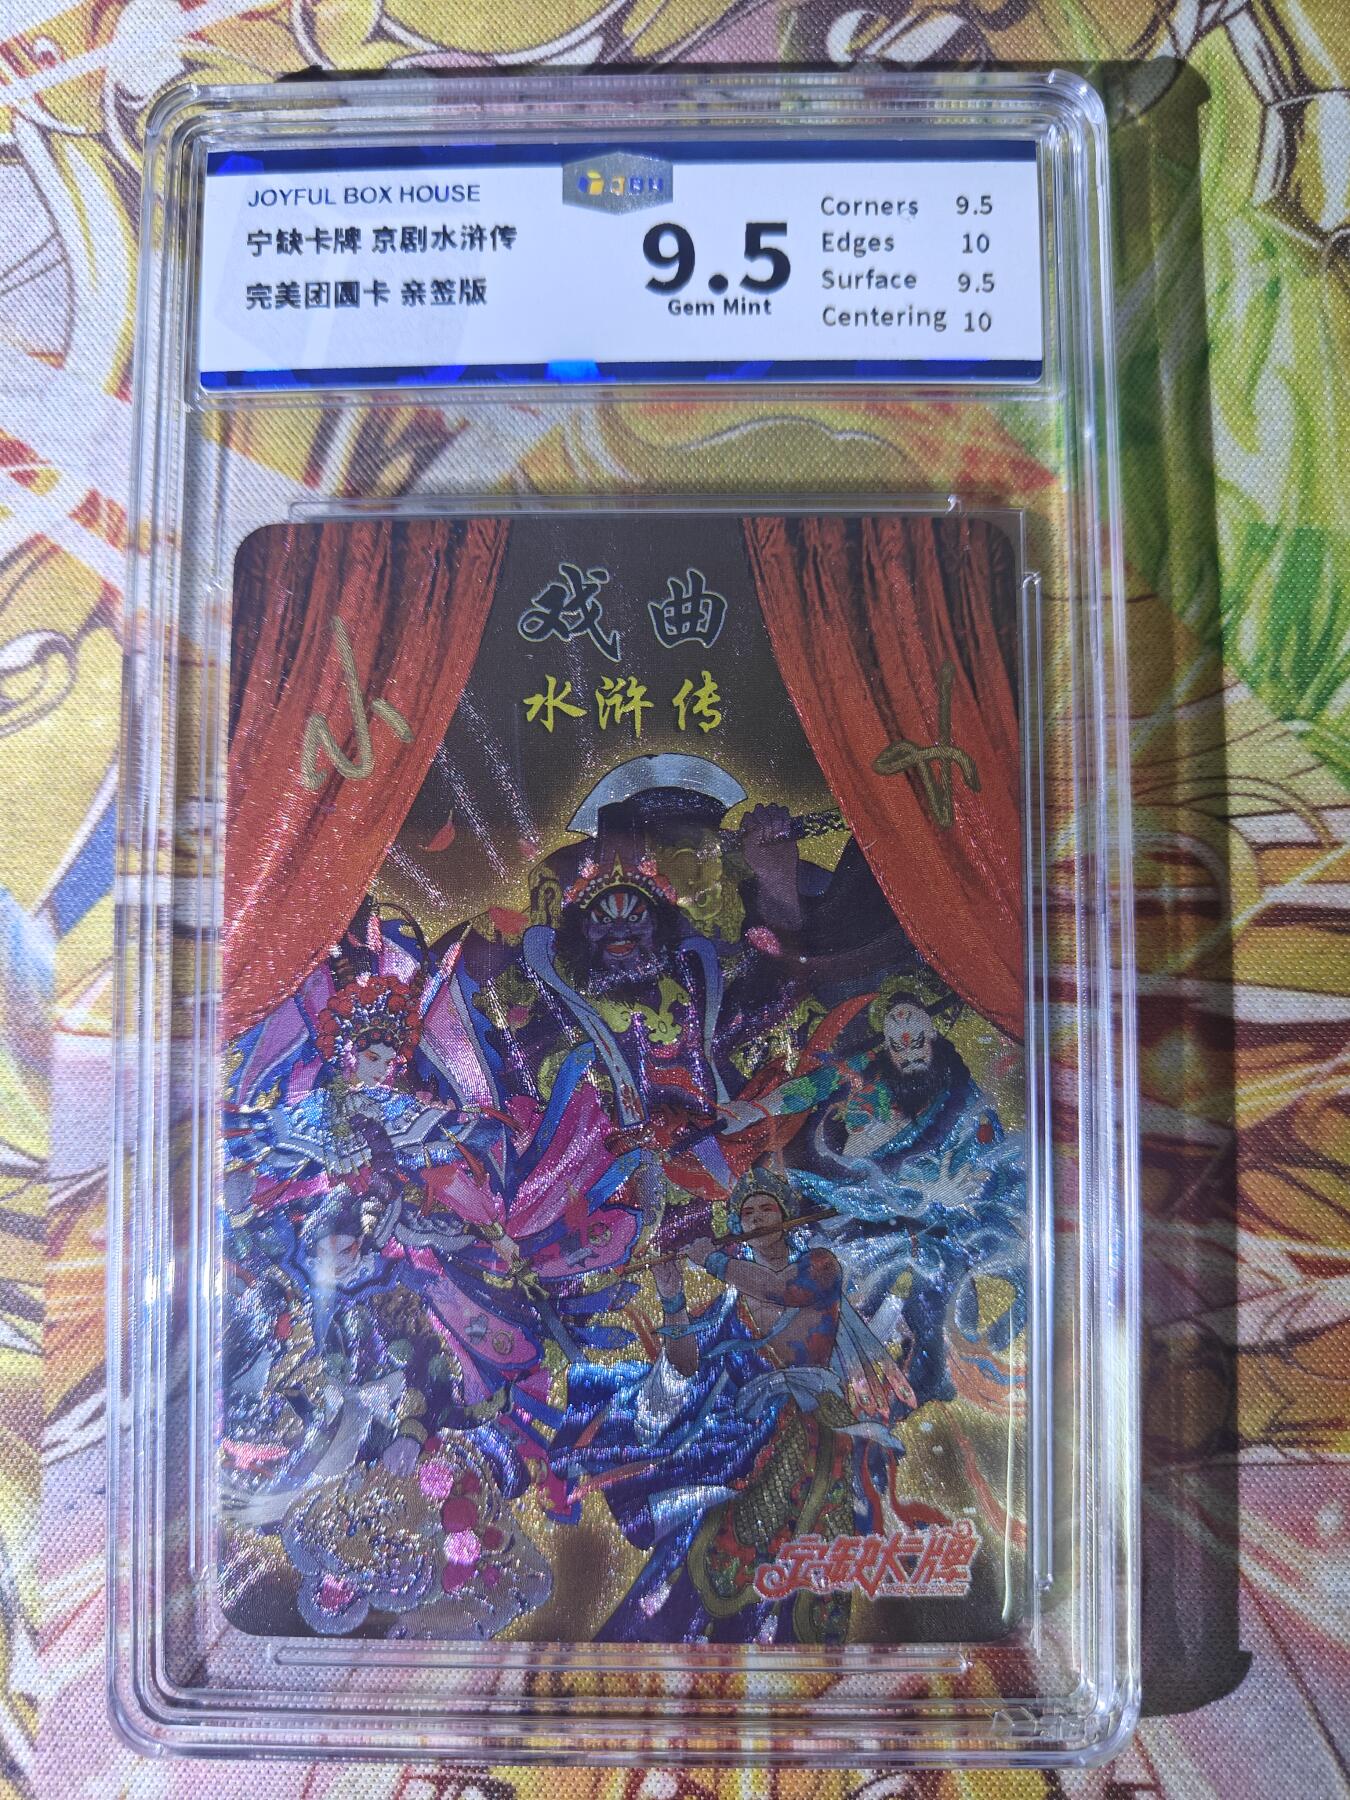 JOYFUL BOX HOUSE
宁缺卡牌 京剧水浒传
完美团圆卡 亲签版
JBH
9.5
Gem Mint
Corners 9.5
Edges 10
Surface 9.5
Centering 10
戏曲
水浒传
宁缺卡牌